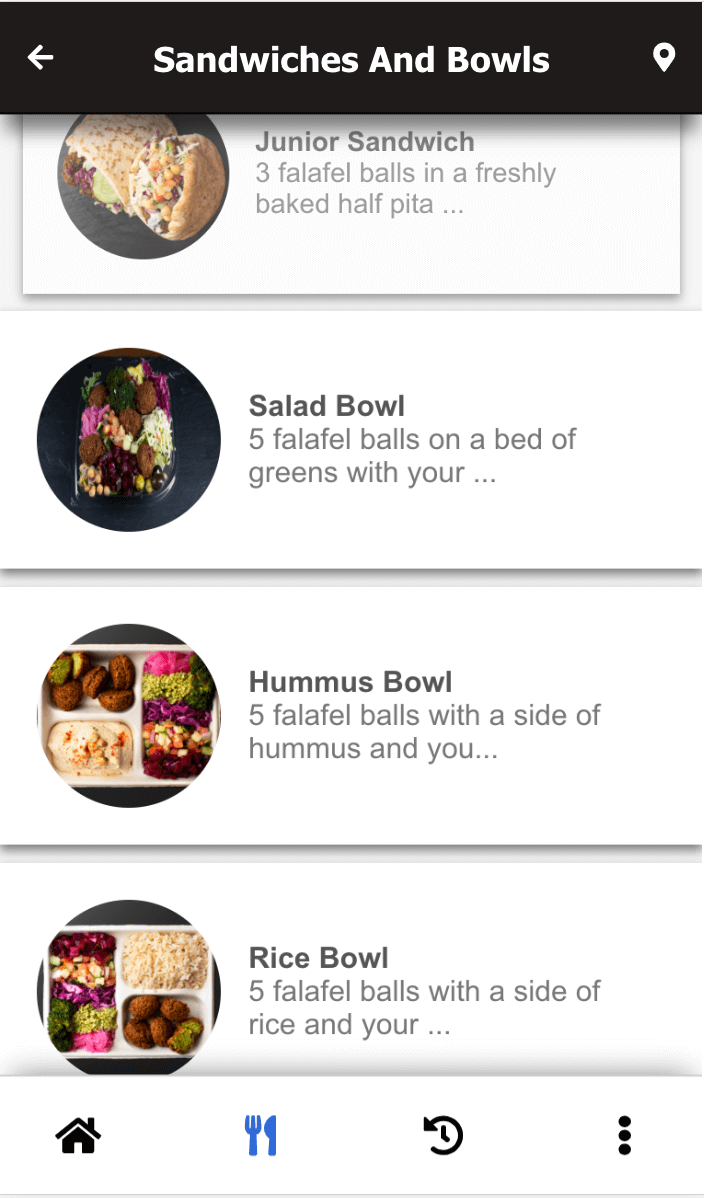 Sandwiches And Bowls
Junior Sandwich
3 falafel balls in a freshly
baked half pita ...
Salad Bowl
5 falafel balls on a bed of
greens with your ...
Hummus Bowl
5 falafel balls with a side of
hummus and you...
Rice Bowl
5 falafel balls with a side of
rice and your ...